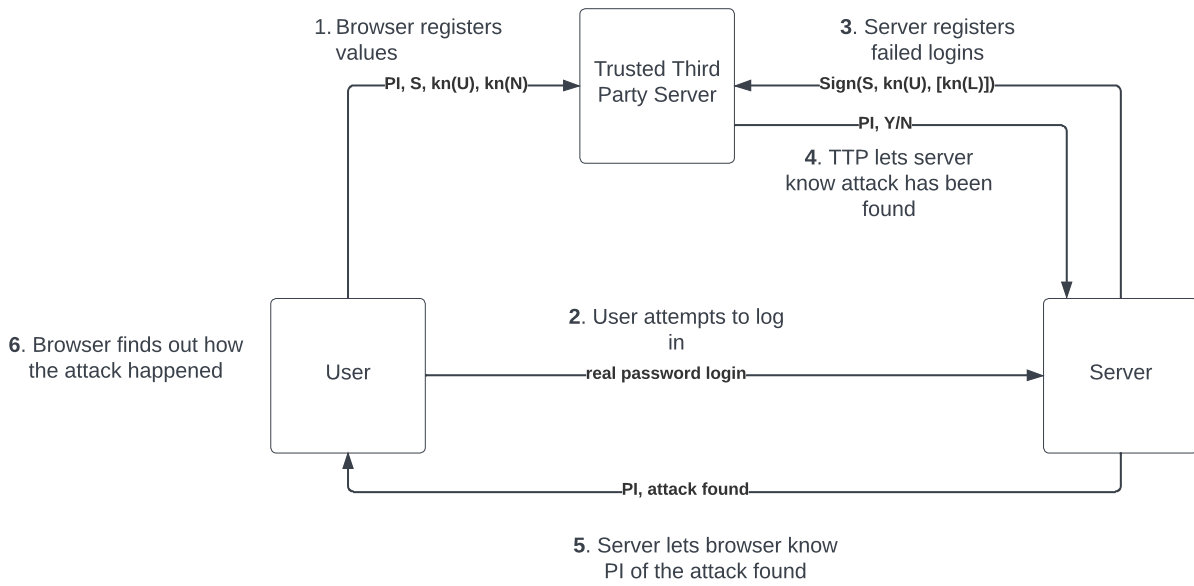 1. Browser registers
values
PI, S, kn(U), kn(N)
Trusted Third
Party Server
3. Server registers
failed logins
Sign(S, kn(U), [kn(L)])
PI, Y/N
4. TTP lets server
know attack has been
found
2. User attempts to log
in
real password login
6. Browser finds out how
the attack happened
User
Server
PI, attack found
5. Server lets browser know
PI of the attack found